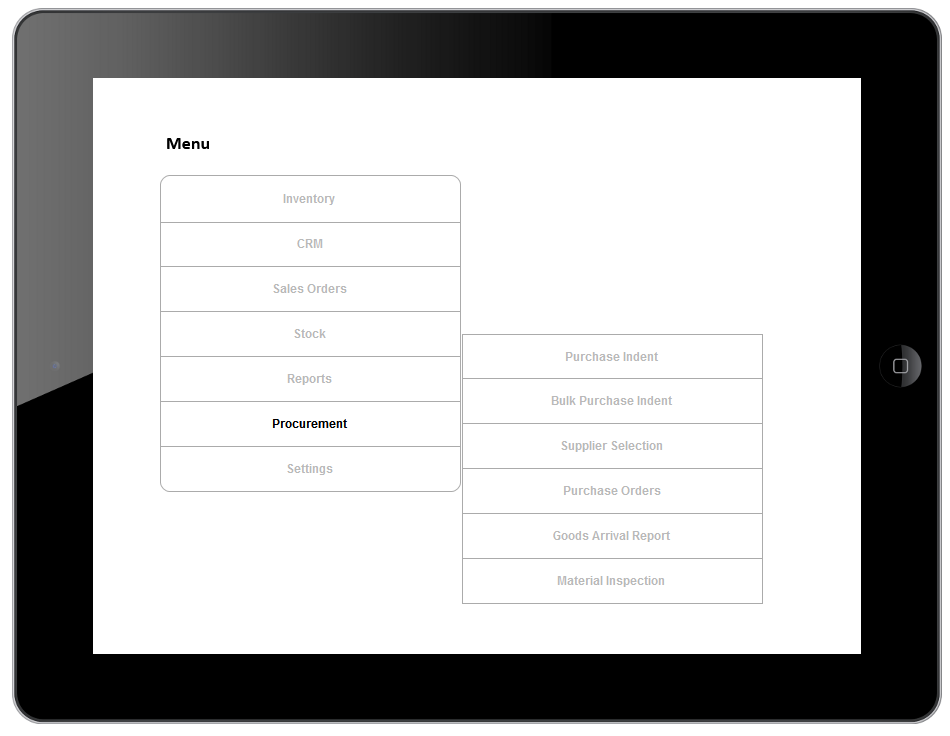 Menu
Inventory
CRM
Sales Orders
Stock
Reports
Procurement
Settings
Purchase Indent
Bulk Purchase Indent
Supplier Selection
Purchase Orders
Goods Arrival Report
Material Inspection